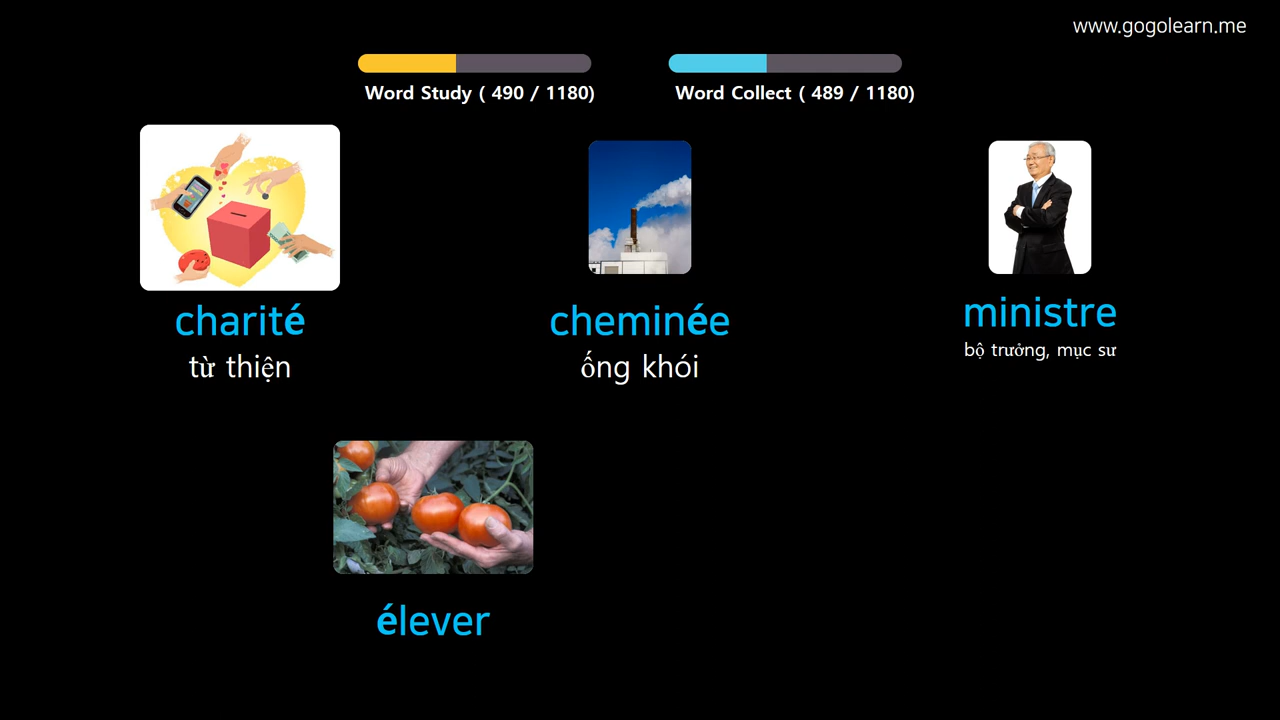 www.gogolearn.me
Word Study ( 490 / 1180)
Word Collect ( 489 / 1180)
charité
từ thiện
cheminée
ống khói
ministre
bộ trưởng, mục sư
élever